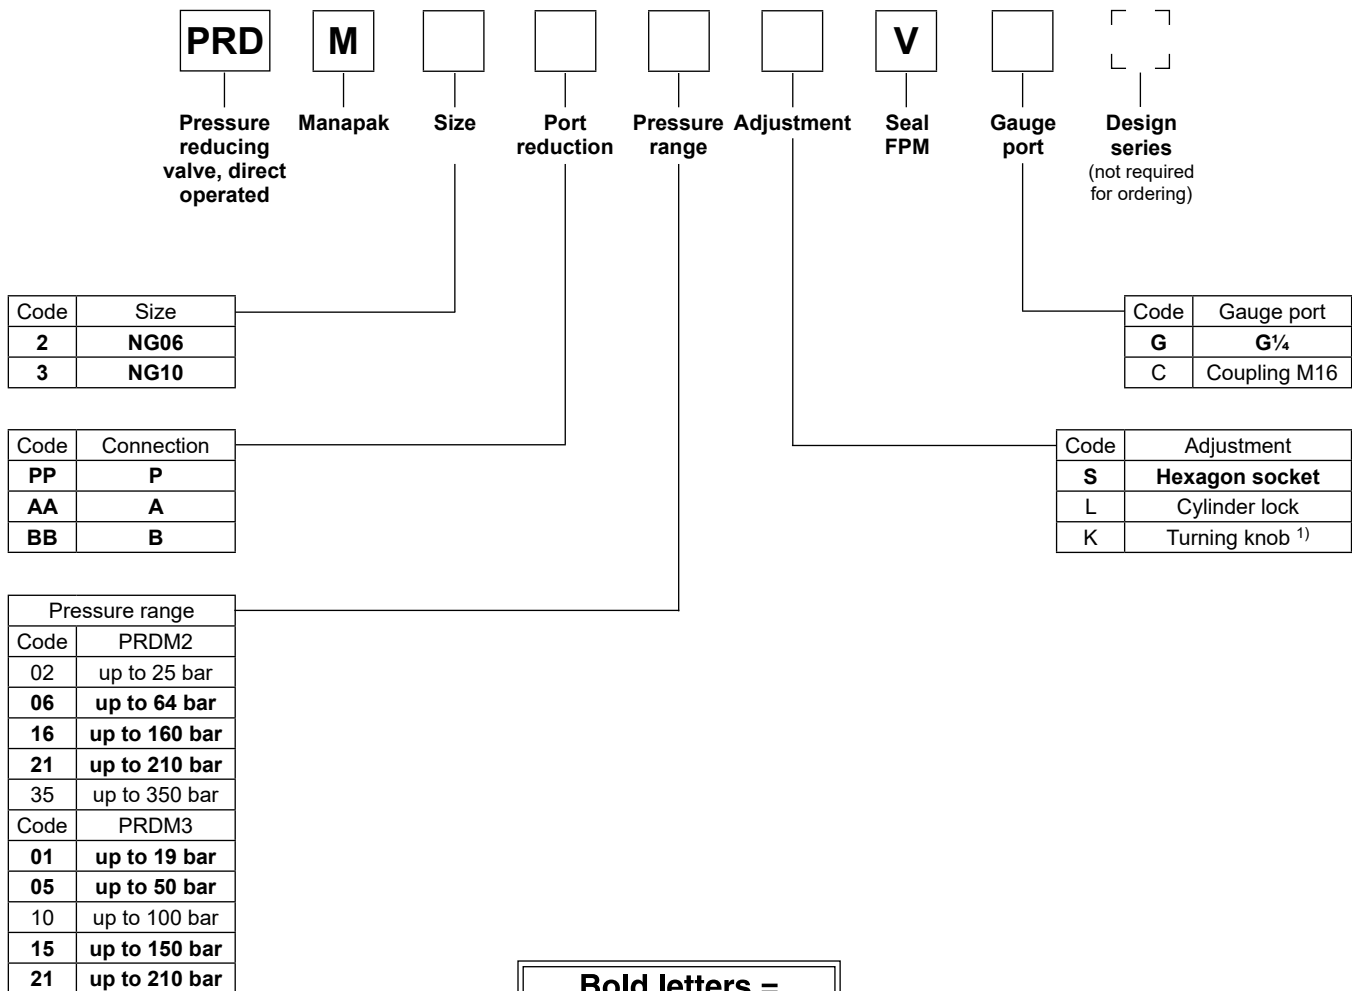 PRD M V
Pressure reducing valve, direct operated
Manapak
Size
Port reduction
Pressure range
Adjustment
Seal FPM
Gauge port
Design series
(not required for ordering)
Code Size
2 NG06
3 NG10
Code Gauge port
G G¼
C Coupling M16
Code Connection
PP P
AA A
BB B
Code Adjustment
S Hexagon socket
L Cylinder lock
K Turning knob 1)
Pressure range
Code PRDM2
02 up to 25 bar
06 up to 64 bar
16 up to 160 bar
21 up to 210 bar
35 up to 350 bar
Code PRDM3
01 up to 19 bar
05 up to 50 bar
10 up to 100 bar
15 up to 150 bar
21 up to 210 bar
Bold letters =